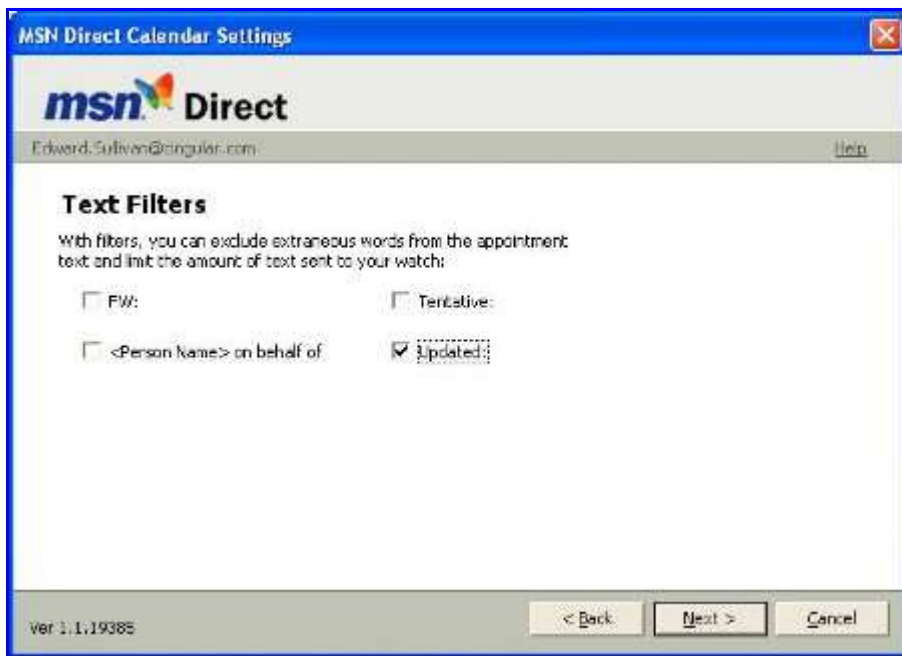 MSN Direct Calendar Settings
msn Direct
Edward.Sullivan@cingular.com
Help
Text Filters
With filters, you can exclude extraneous words from the appointment
text and limit the amount of text sent to your watch:
FW:
Tentative:
<Person Name> on behalf of
Updated:
Ver 1.1.19385
< Back
Next >
Cancel